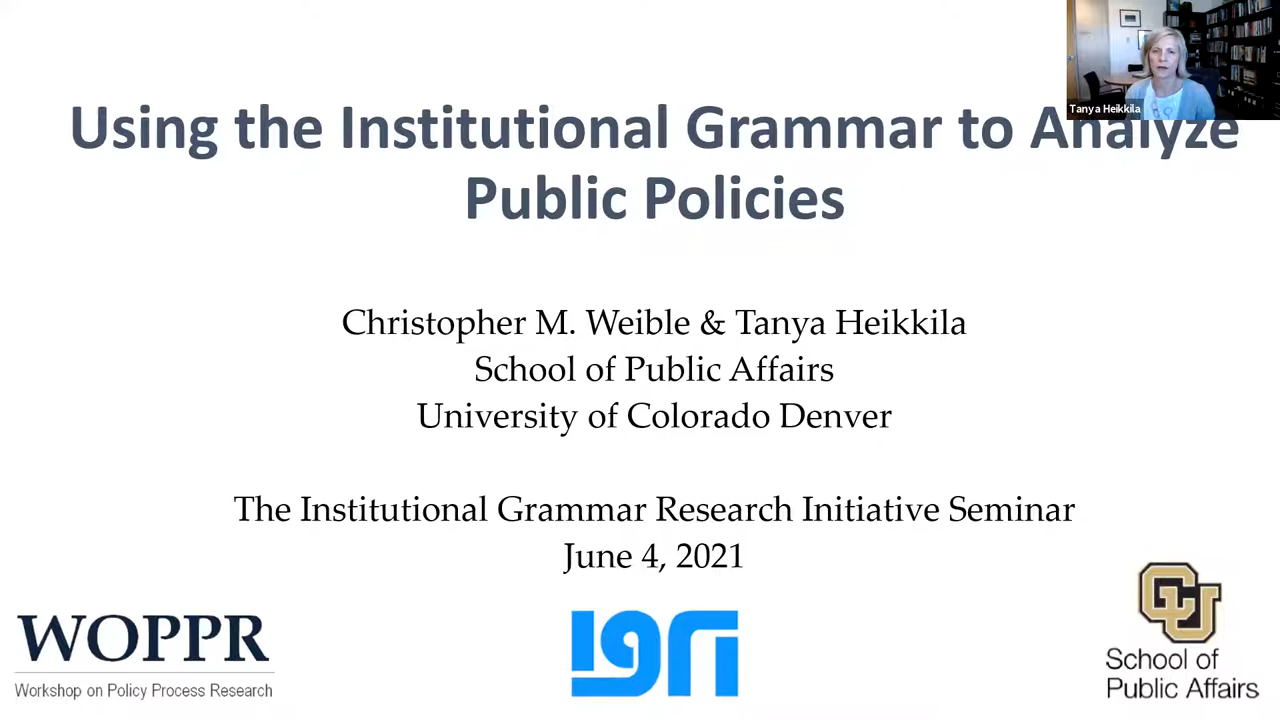 Tanya Heikkila
Using the Institutional Grammar to Analyze
Public Policies
Christopher M. Weible & Tanya Heikkila
School of Public Affairs
University of Colorado Denver
The Institutional Grammar Research Initiative Seminar
June 4, 2021
WOPPR
Workshop on Policy Process Research
igri
CU
School of
Public Affairs